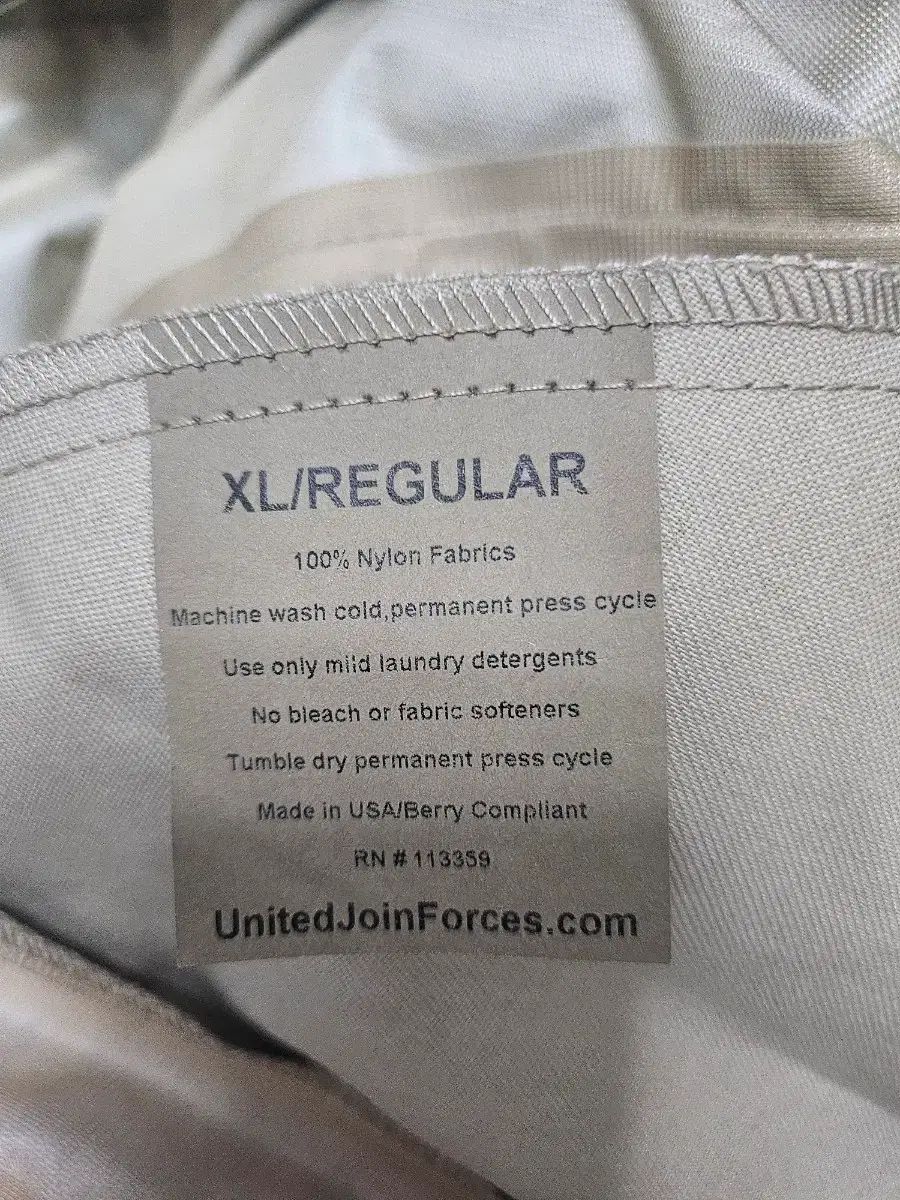 XL/REGULAR
100% Nylon Fabrics
Machine wash cold,permanent press cycle
Use only mild laundry detergents
No bleach or fabric softeners
Tumble dry permanent press cycle
Made in USA/Berry Compliant
RN # 113359
UnitedJoinForces.com